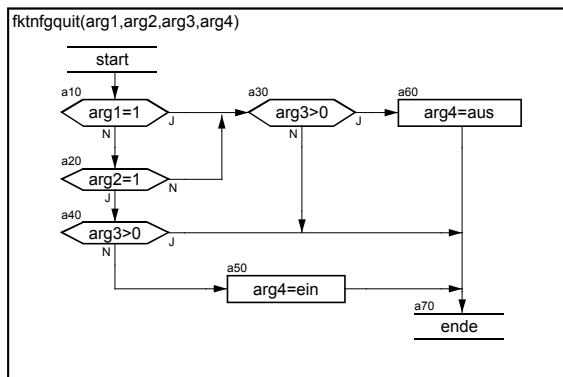 fktnfgquit(arg1,arg2,arg3,arg4)
start
a10
arg1=1
J
N
a30
arg3>0
J
N
a60
arg4=aus
a20
arg2=1
N
J
a40
arg3>0
J
N
a50
arg4=ein
a70
ende